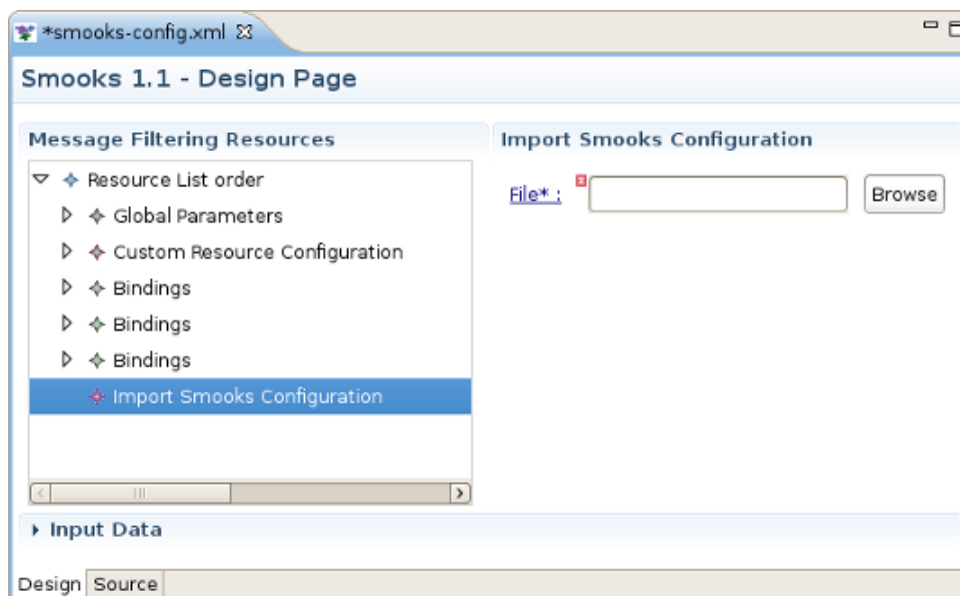 *smooks-config.xml
Smooks 1.1 - Design Page
Message Filtering Resources
Resource List order
Global Parameters
Custom Resource Configuration
Bindings
Bindings
Bindings
Import Smooks Configuration
Import Smooks Configuration
File* :
Browse
Input Data
Design Source